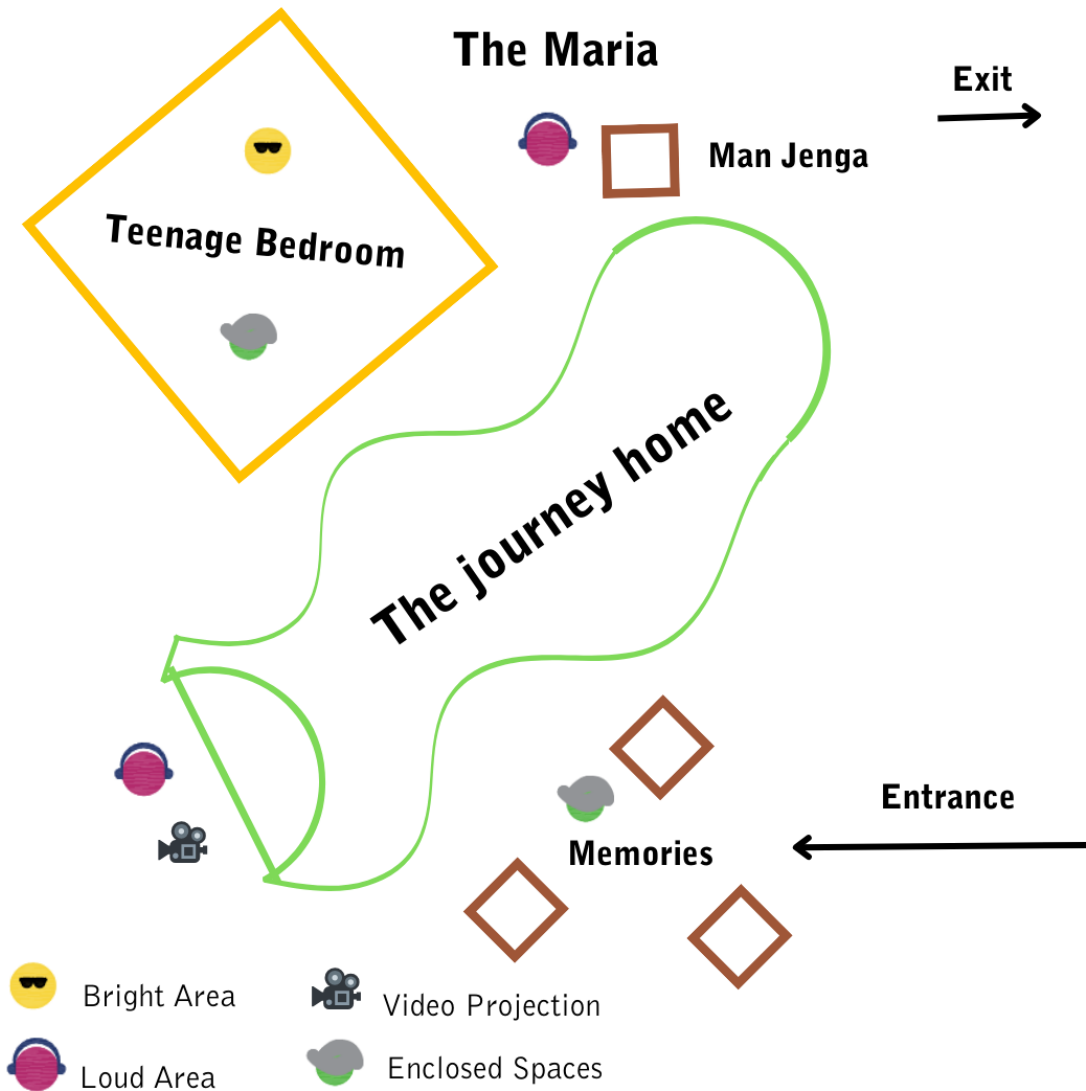 The Maria
Exit
Man Jenga
Teenage Bedroom
The journey home
Entrance
Memories
Bright Area
Video Projection
Loud Area
Enclosed Spaces